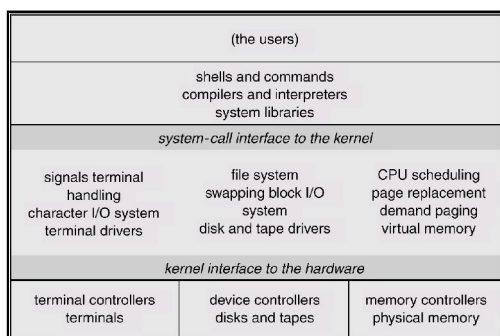 (the users)
shells and commands
compilers and interpreters
system libraries
system-call interface to the kernel
signals terminal
handling
character I/O system
terminal drivers
file system
swapping block I/O
system
disk and tape drivers
CPU scheduling
page replacement
demand paging
virtual memory
kernel interface to the hardware
terminal controllers
terminals
device controllers
disks and tapes
memory controllers
physical memory